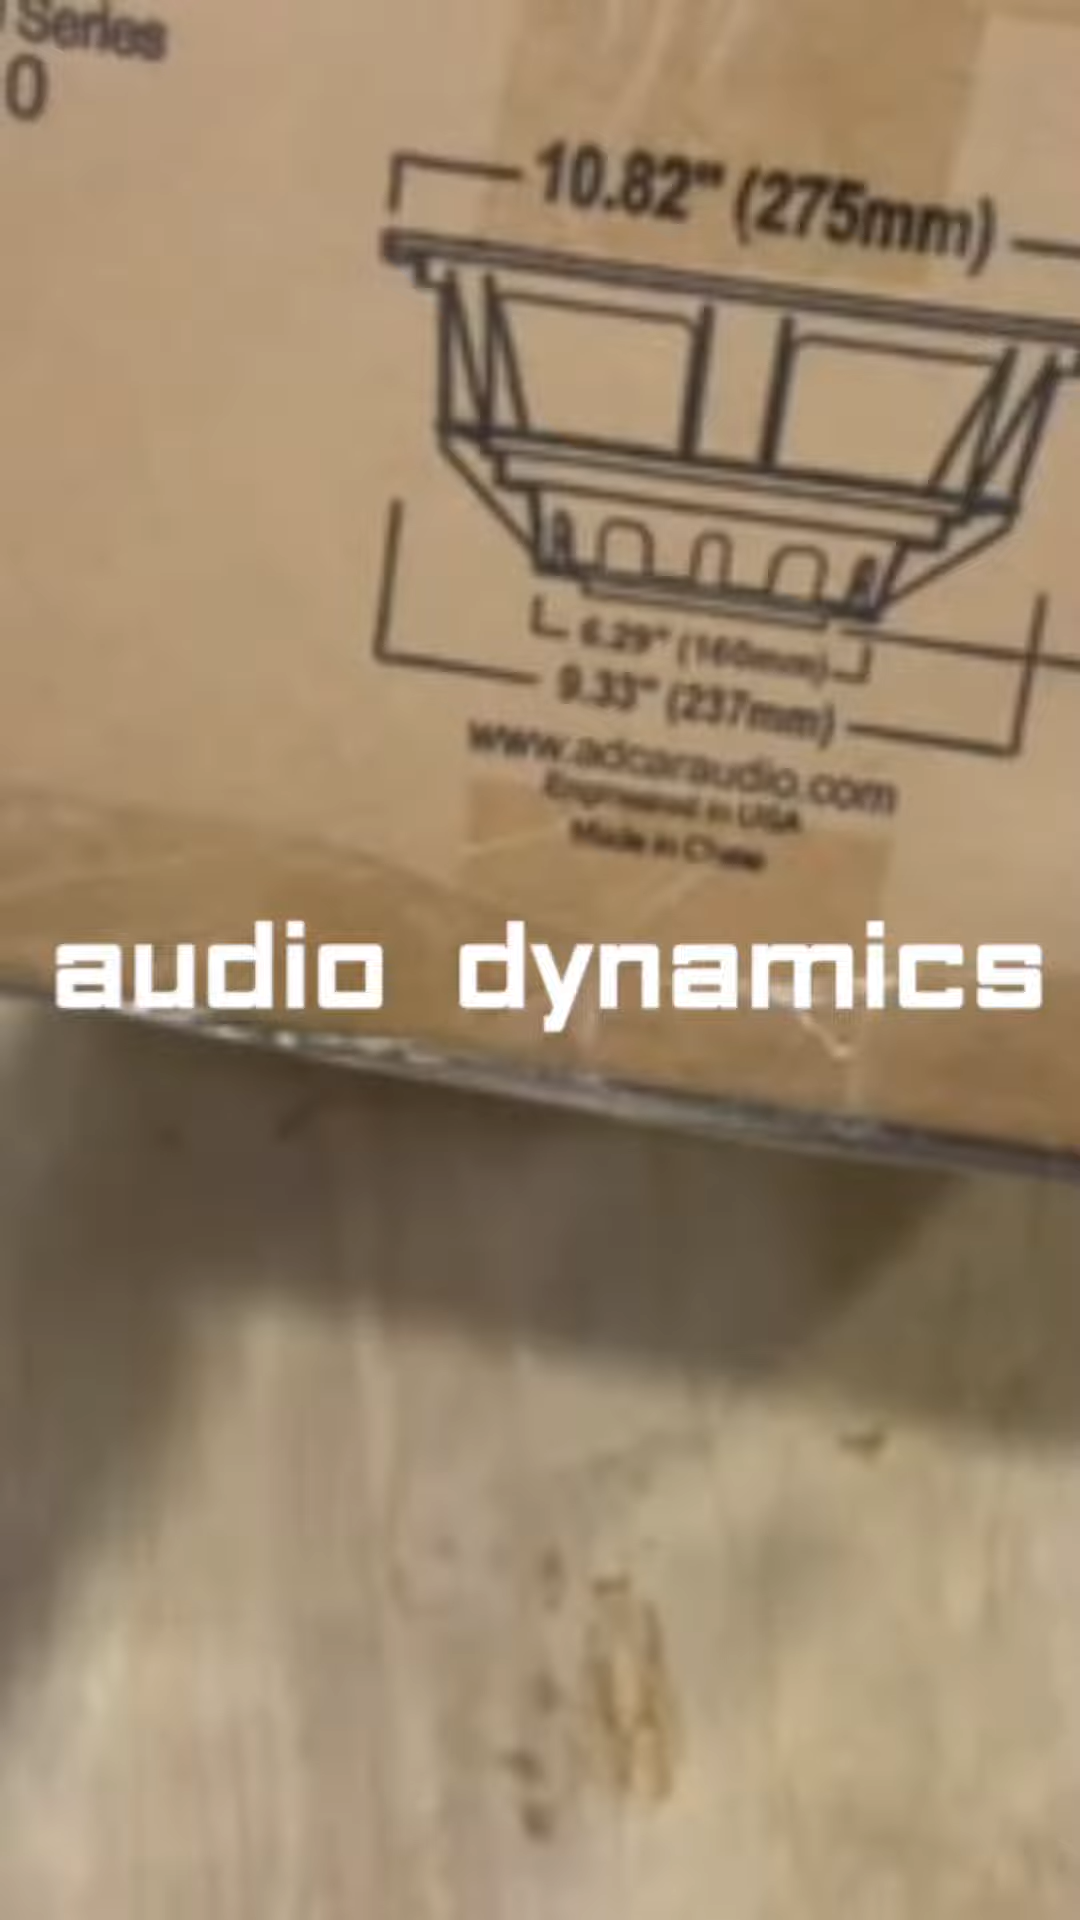 Series
0
10.82" (275mm)
6.29" (160mm)
9.33" (237mm)
www.adcaraudio.com
Engineered in USA
Made in China
audio dynamics